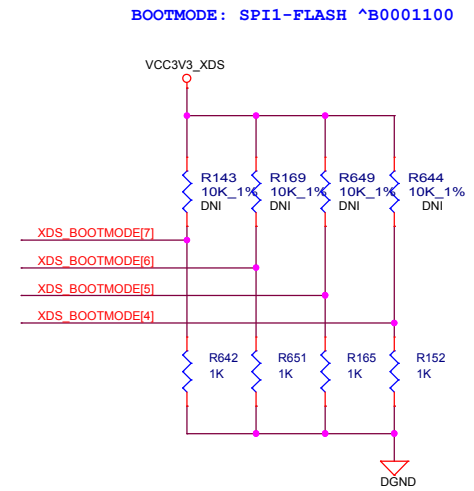 BOOTMODE: SPI1-FLASH ^B0001100
VCC3V3_XDS
R143 R169 R649 R644
10K_1% 10K_1% 10K_1% 10K_1%
DNI DNI DNI DNI
XDS_BOOTMODE[7]
XDS_BOOTMODE[6]
XDS_BOOTMODE[5]
XDS_BOOTMODE[4]
R642 R651 R165 R152
1K 1K 1K 1K
DGND